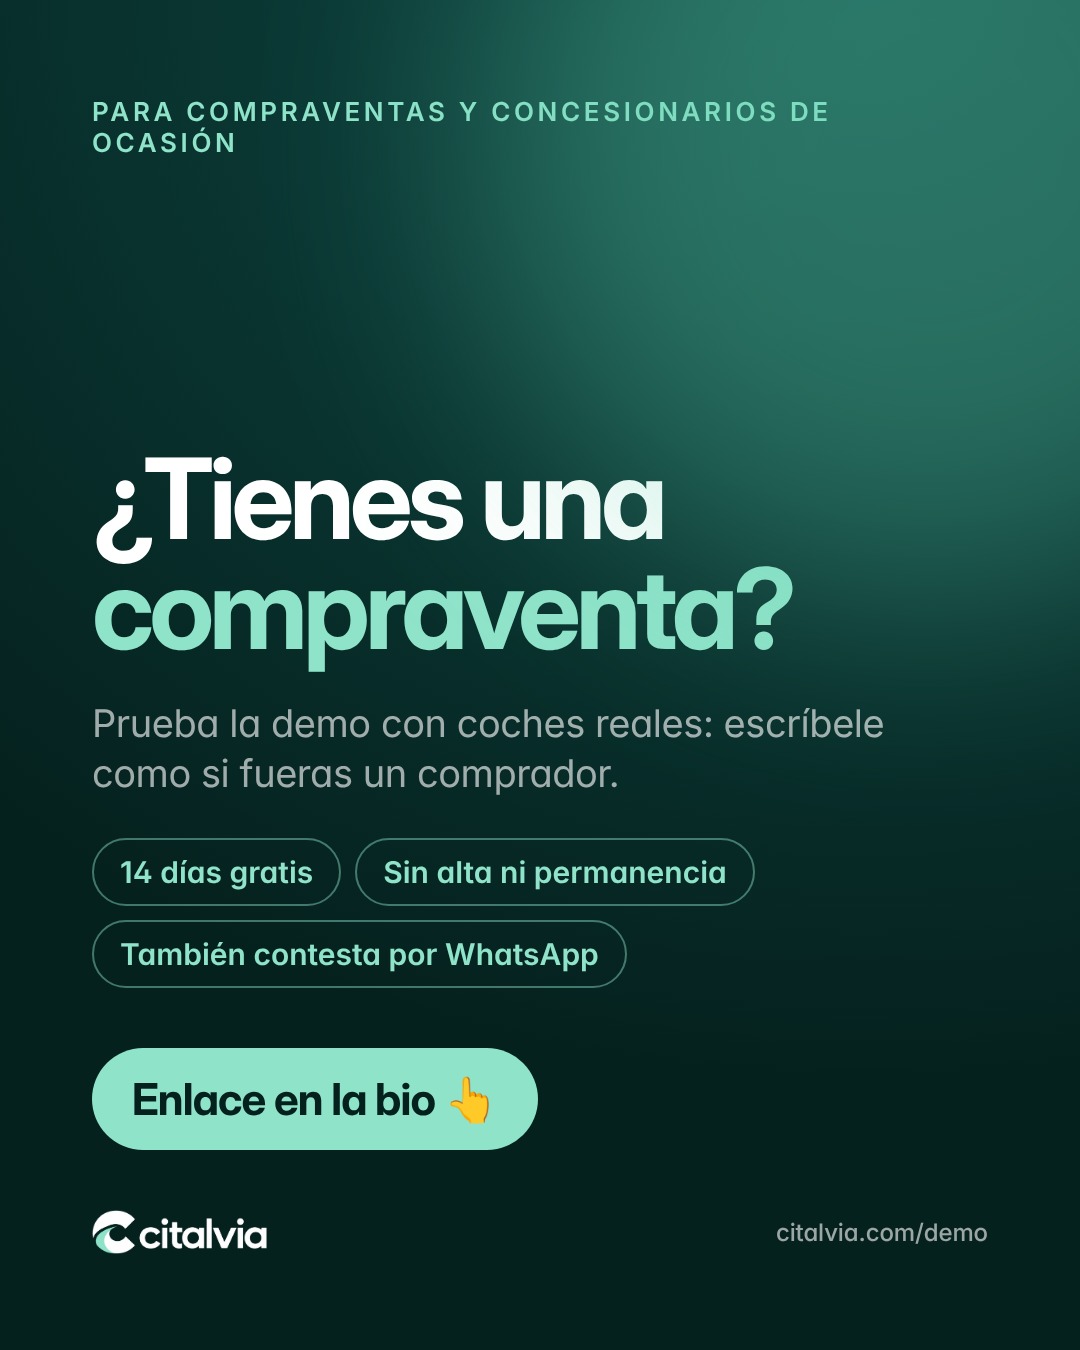 PARA COMPRAVENTAS Y CONCESIONARIOS DE
OCASIÓN
¿Tienes una
compraventa?
Prueba la demo con coches reales: escríbele
como si fueras un comprador.
14 días gratis
Sin alta ni permanencia
También contesta por WhatsApp
Enlace en la bio 👆
citalvia
citalvia.com/demo